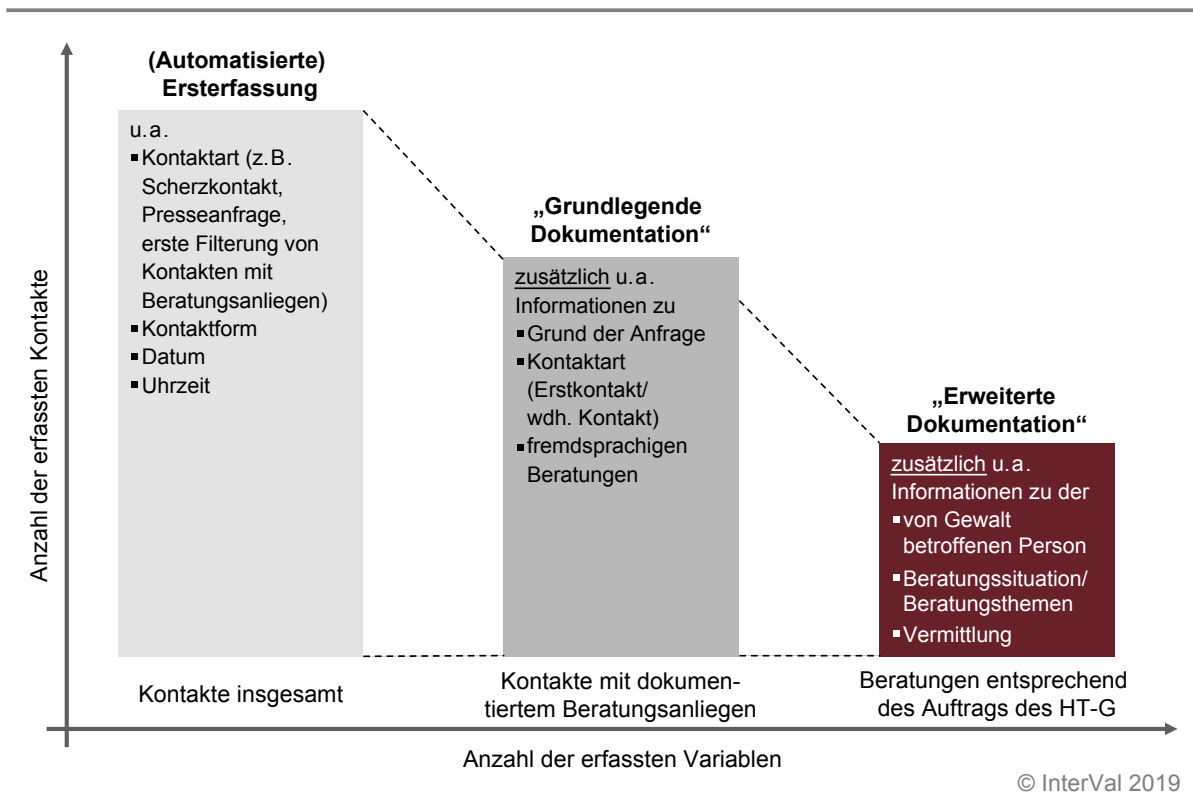 Anzahl der erfassten Kontakte
(Automatisierte)
Ersterfassung
u.a.
▪Kontaktart (z.B.
Scherzkontakt,
Presseanfrage,
erste Filterung von
Kontakten mit
Beratungsanliegen)
▪Kontaktform
▪Datum
▪Uhrzeit
Kontakte insgesamt
„Grundlegende
Dokumentation“
zusätzlich u.a.
Informationen zu
▪Grund der Anfrage
▪Kontaktart
(Erstkontakt/
wdh. Kontakt)
▪fremdsprachigen
Beratungen
Kontakte mit dokumen-
tiertem Beratungsanliegen
„Erweiterte
Dokumentation“
zusätzlich u.a.
Informationen zu der
▪von Gewalt
betroffenen Person
▪Beratungssituation/
Beratungsthemen
▪Vermittlung
Beratungen entsprechend
des Auftrags des HT-G
Anzahl der erfassten Variablen
© InterVal 2019